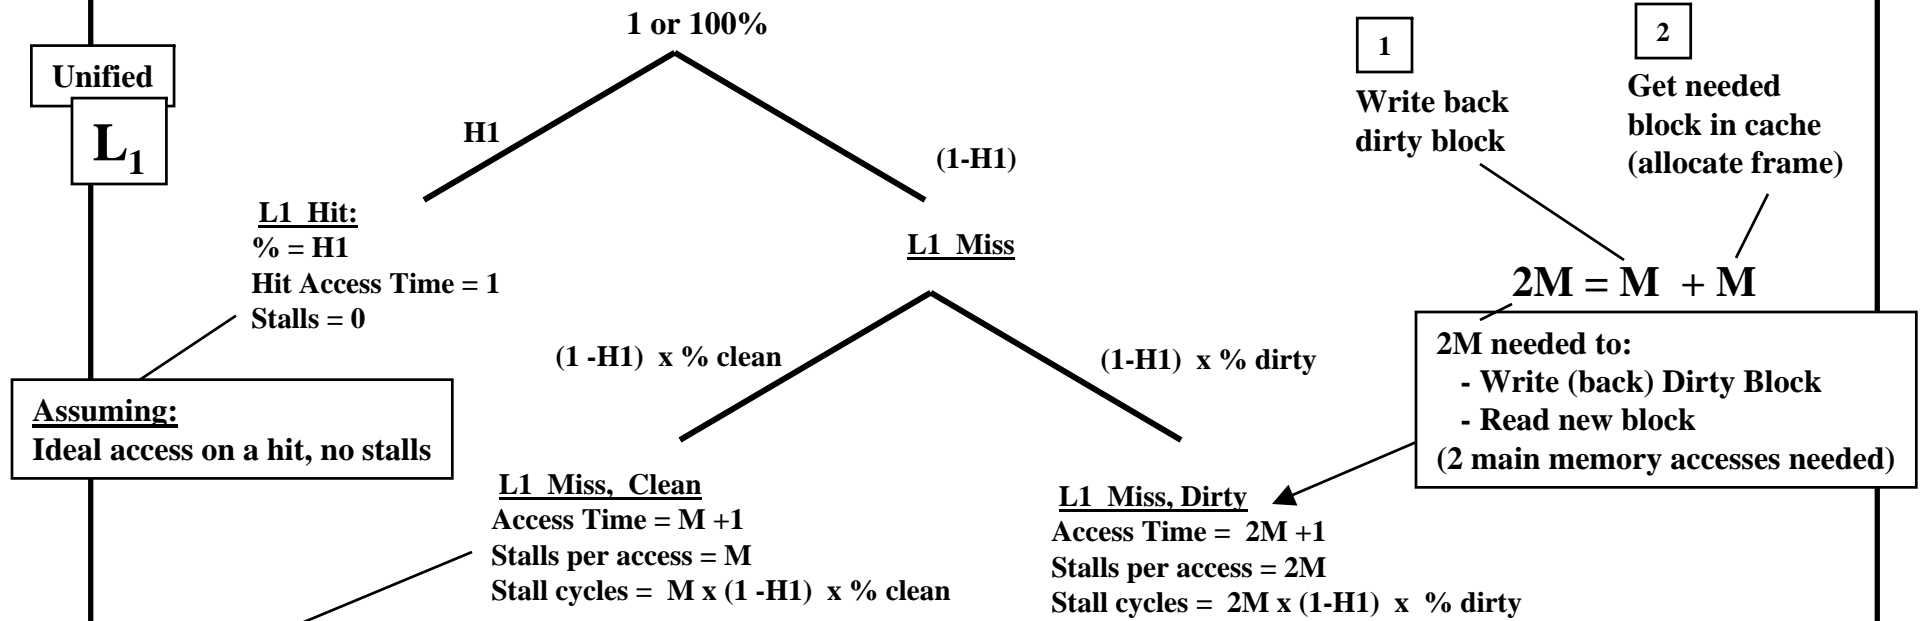 1 or 100%
Unified
L1
H1
(1-H1)
1
Write back
dirty block
2
Get needed
block in cache
(allocate frame)
L1 Hit:
% = H1
Hit Access Time = 1
Stalls = 0
L1 Miss
2M = M + M
Assuming:
Ideal access on a hit, no stalls
(1 -H1) x % clean
(1-H1) x % dirty
2M needed to:
- Write (back) Dirty Block
- Read new block
(2 main memory accesses needed)
L1 Miss, Clean
Access Time = M +1
Stalls per access = M
Stall cycles = M x (1 -H1) x % clean
L1 Miss, Dirty
Access Time = 2M +1
Stalls per access = 2M
Stall cycles = 2M x (1-H1) x % dirty